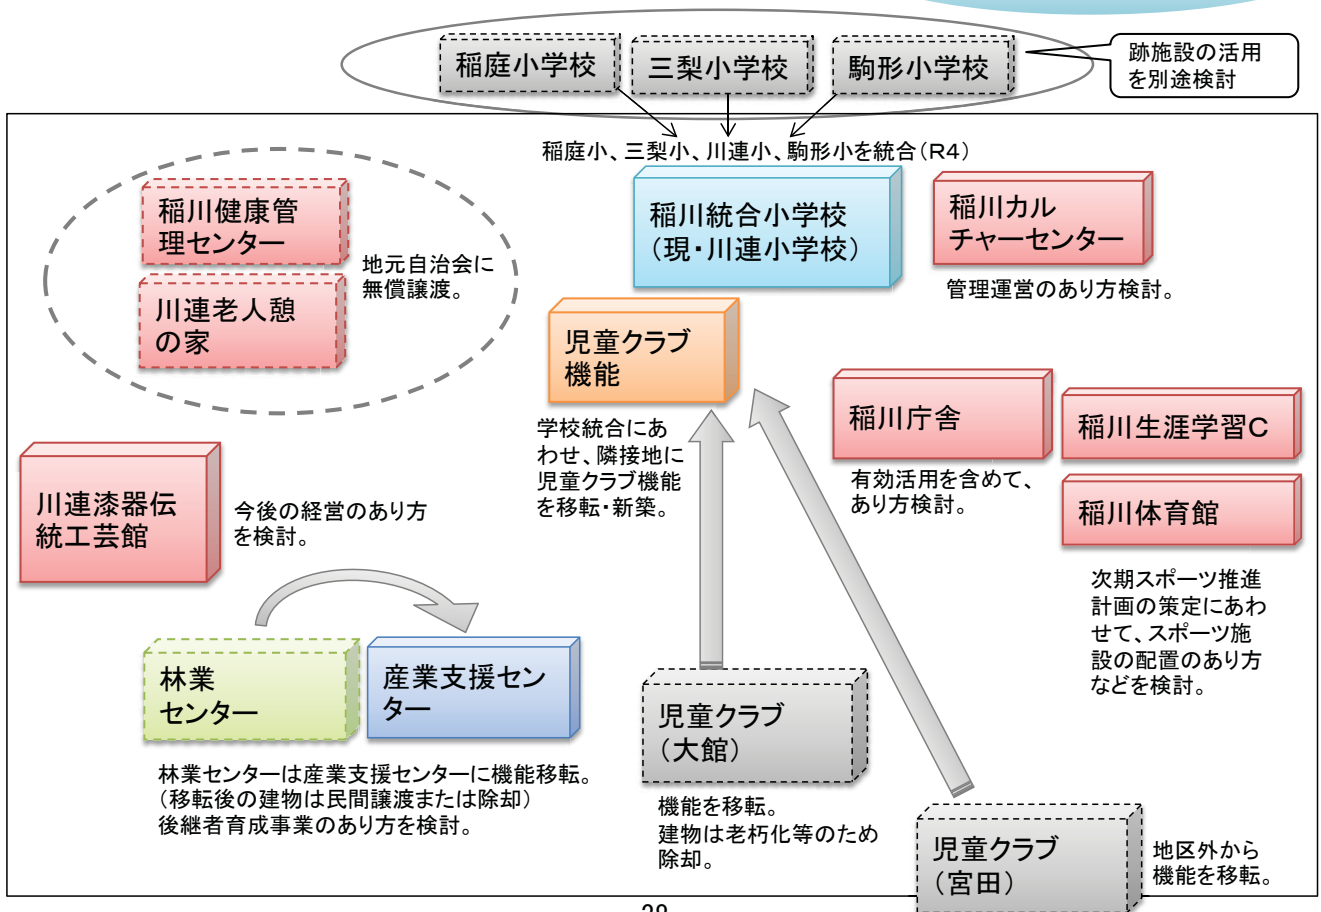 稲庭小学校
三梨小学校
駒形小学校
跡施設の活用
を別途検討
稲庭小、三梨小、川連小、駒形小を統合(R4)
稲川健康管
理センター
川連老人憩
の家
地元自治会に
無償譲渡。
稲川統合小学校
(現・川連小学校)
稲川カル
チャーセンター
管理運営のあり方検討。
児童クラブ
機能
学校統合にあ
わせ、隣接地に
児童クラブ機能
を移転・新築。
稲川庁舎
有効活用を含めて、
あり方検討。
稲川生涯学習C
稲川体育館
次期スポーツ推進
計画の策定にあわ
せて、スポーツ施
設の配置のあり方
などを検討。
川連漆器伝
統工芸館
今後の経営のあり方
を検討。
林業
センター
産業支援セン
ター
林業センターは産業支援センターに機能移転。
(移転後の建物は民間譲渡または除却)
後継者育成事業のあり方を検討。
児童クラブ
(大館)
機能を移転。
建物は老朽化等のため
除却。
児童クラブ
(宮田)
地区外から
機能を移転。